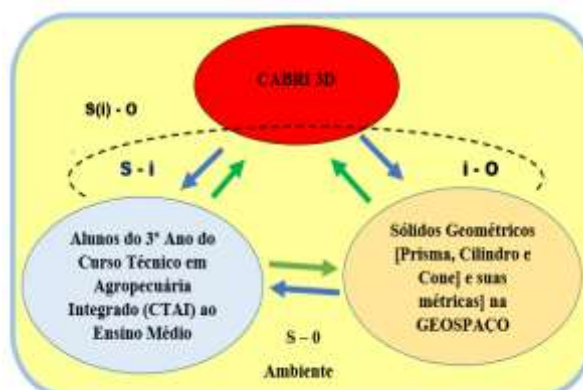 CABRI 3D
S(i) - O
S - i
i - O
Alunos do 3º Ano do
Curso Técnico em
Agropecuária
Integrado (CTAI) ao
Ensino Médio
Sólidos Geométricos
[Prisma, Cilindro e
Cone] e suas
métricas] na
GEOSPAÇO
S – 0
Ambiente